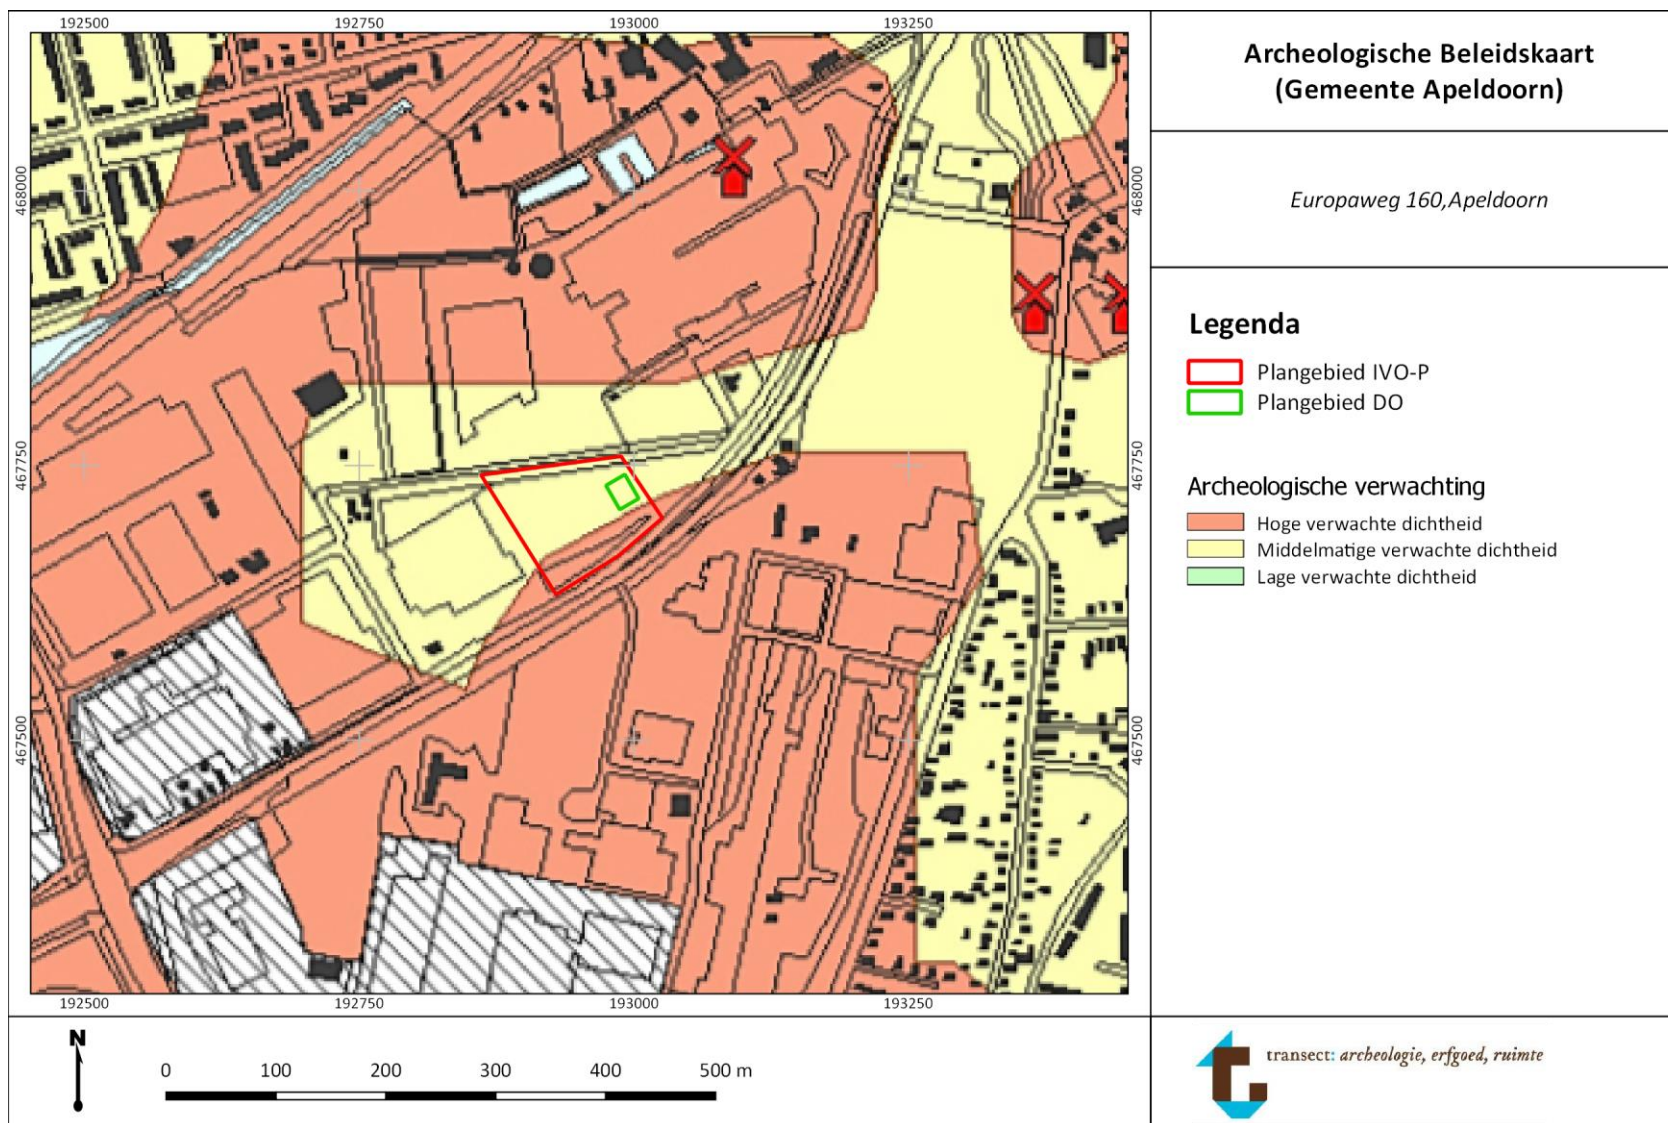 192500
192750
193000
193250
468000
468000
467750
467750
467500
467500
192500
192750
193000
193250
Archeologische Beleidskaart
(Gemeente Apeldoorn)
Europaweg 160,Apeldoorn
Legenda
Plangebied IVO-P
Plangebied DO
Archeologische verwachting
Hoge verwachte dichtheid
Middelmatige verwachte dichtheid
Lage verwachte dichtheid
N
0 100 200 300 400 500 m
transect: archeologie, erfgoed, ruimte